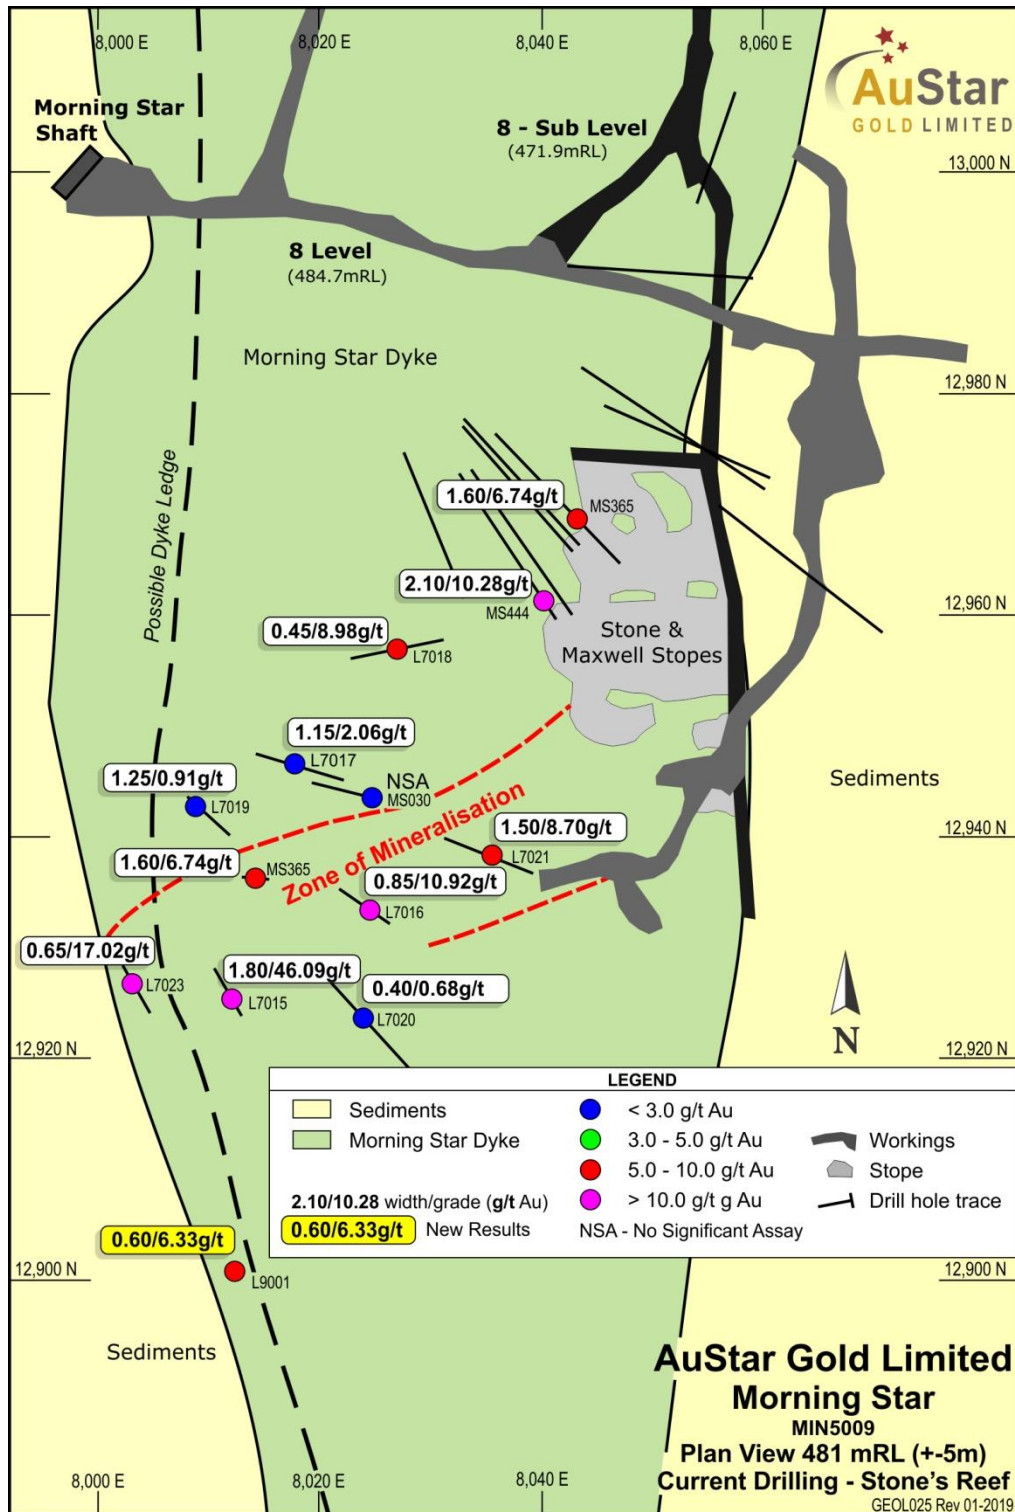 8,000 E
8,020 E
8,040 E
8,060 E
AuStar
GOLD LIMITED
Morning Star
Shaft
8 - Sub Level
(471.9mRL)
13,000 N
8 Level
(484.7mRL)
Morning Star Dyke
12,980 N
Possible Dyke Ledge
1.60/6.74g/t
MS365
2.10/10.28g/t
MS444
12,960 N
Stone &
Maxwell Stopes
0.45/8.98g/t
L7018
1.15/2.06g/t
L7017
NSA
MS030
1.25/0.91g/t
L7019
Sediments
Zone of Mineralisation
12,940 N
1.50/8.70g/t
L7021
1.60/6.74g/t
MS365
0.85/10.92g/t
L7016
0.65/17.02g/t
L7023
1.80/46.09g/t
L7015
0.40/0.68g/t
L7020
N
12,920 N
12,920 N
LEGEND
Sediments
Morning Star Dyke
2.10/10.28 width/grade (g/t Au)
0.60/6.33g/t New Results
< 3.0 g/t Au
3.0 - 5.0 g/t Au
5.0 - 10.0 g/t Au
> 10.0 g/t g Au
NSA - No Significant Assay
Workings
Stope
Drill hole trace
0.60/6.33g/t
L9001
12,900 N
12,900 N
Sediments
AuStar Gold Limited
Morning Star
MIN5009
Plan View 481 mRL (+-5m)
Current Drilling - Stone's Reef
GEOL025 Rev 01-2019
8,000 E
8,020 E
8,040 E